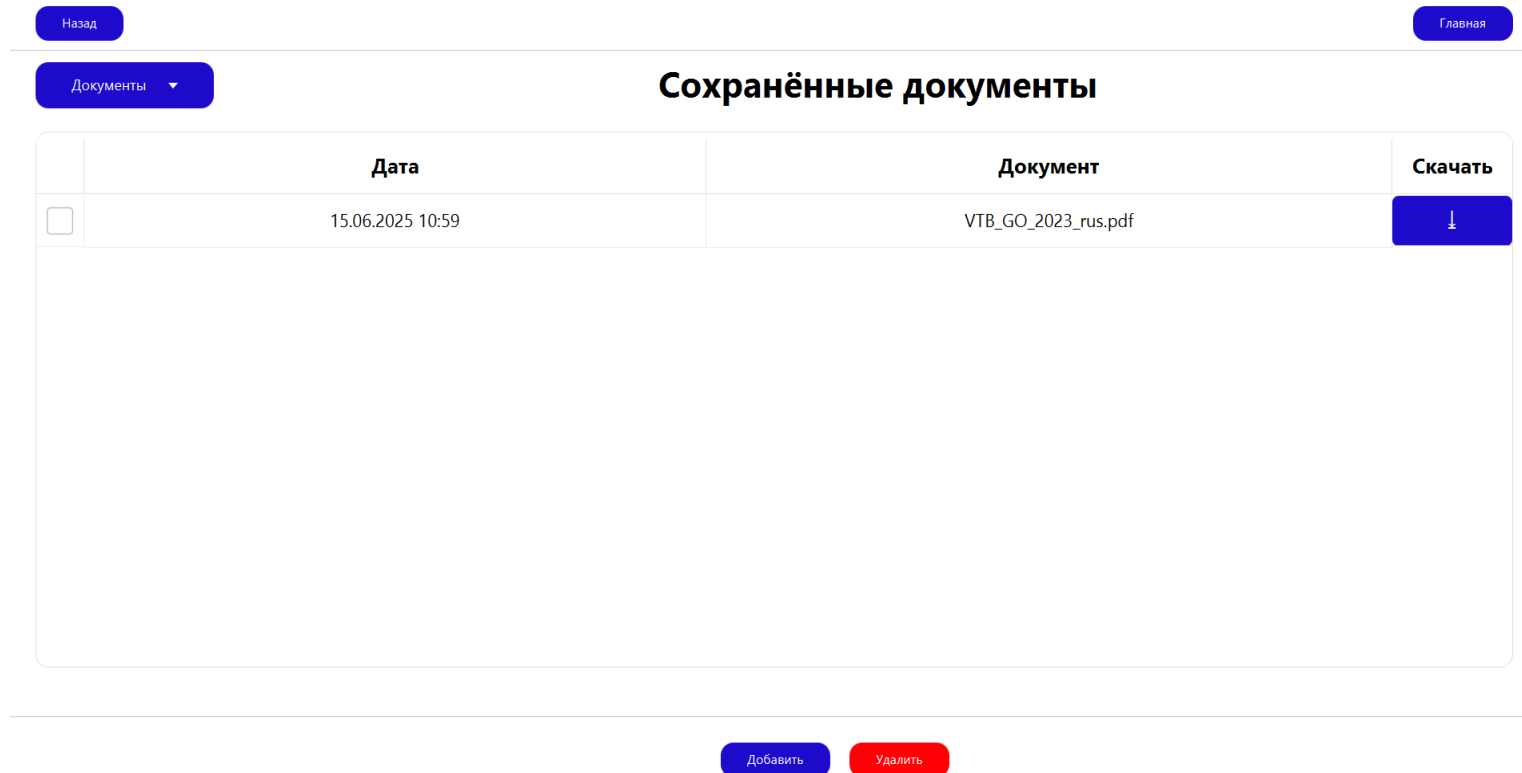 Назад
Главная
Документы
Сохранённые документы
Дата Документ Скачать
15.06.2025 10:59 VTB_GO_2023_rus.pdf
Добавить
Удалить